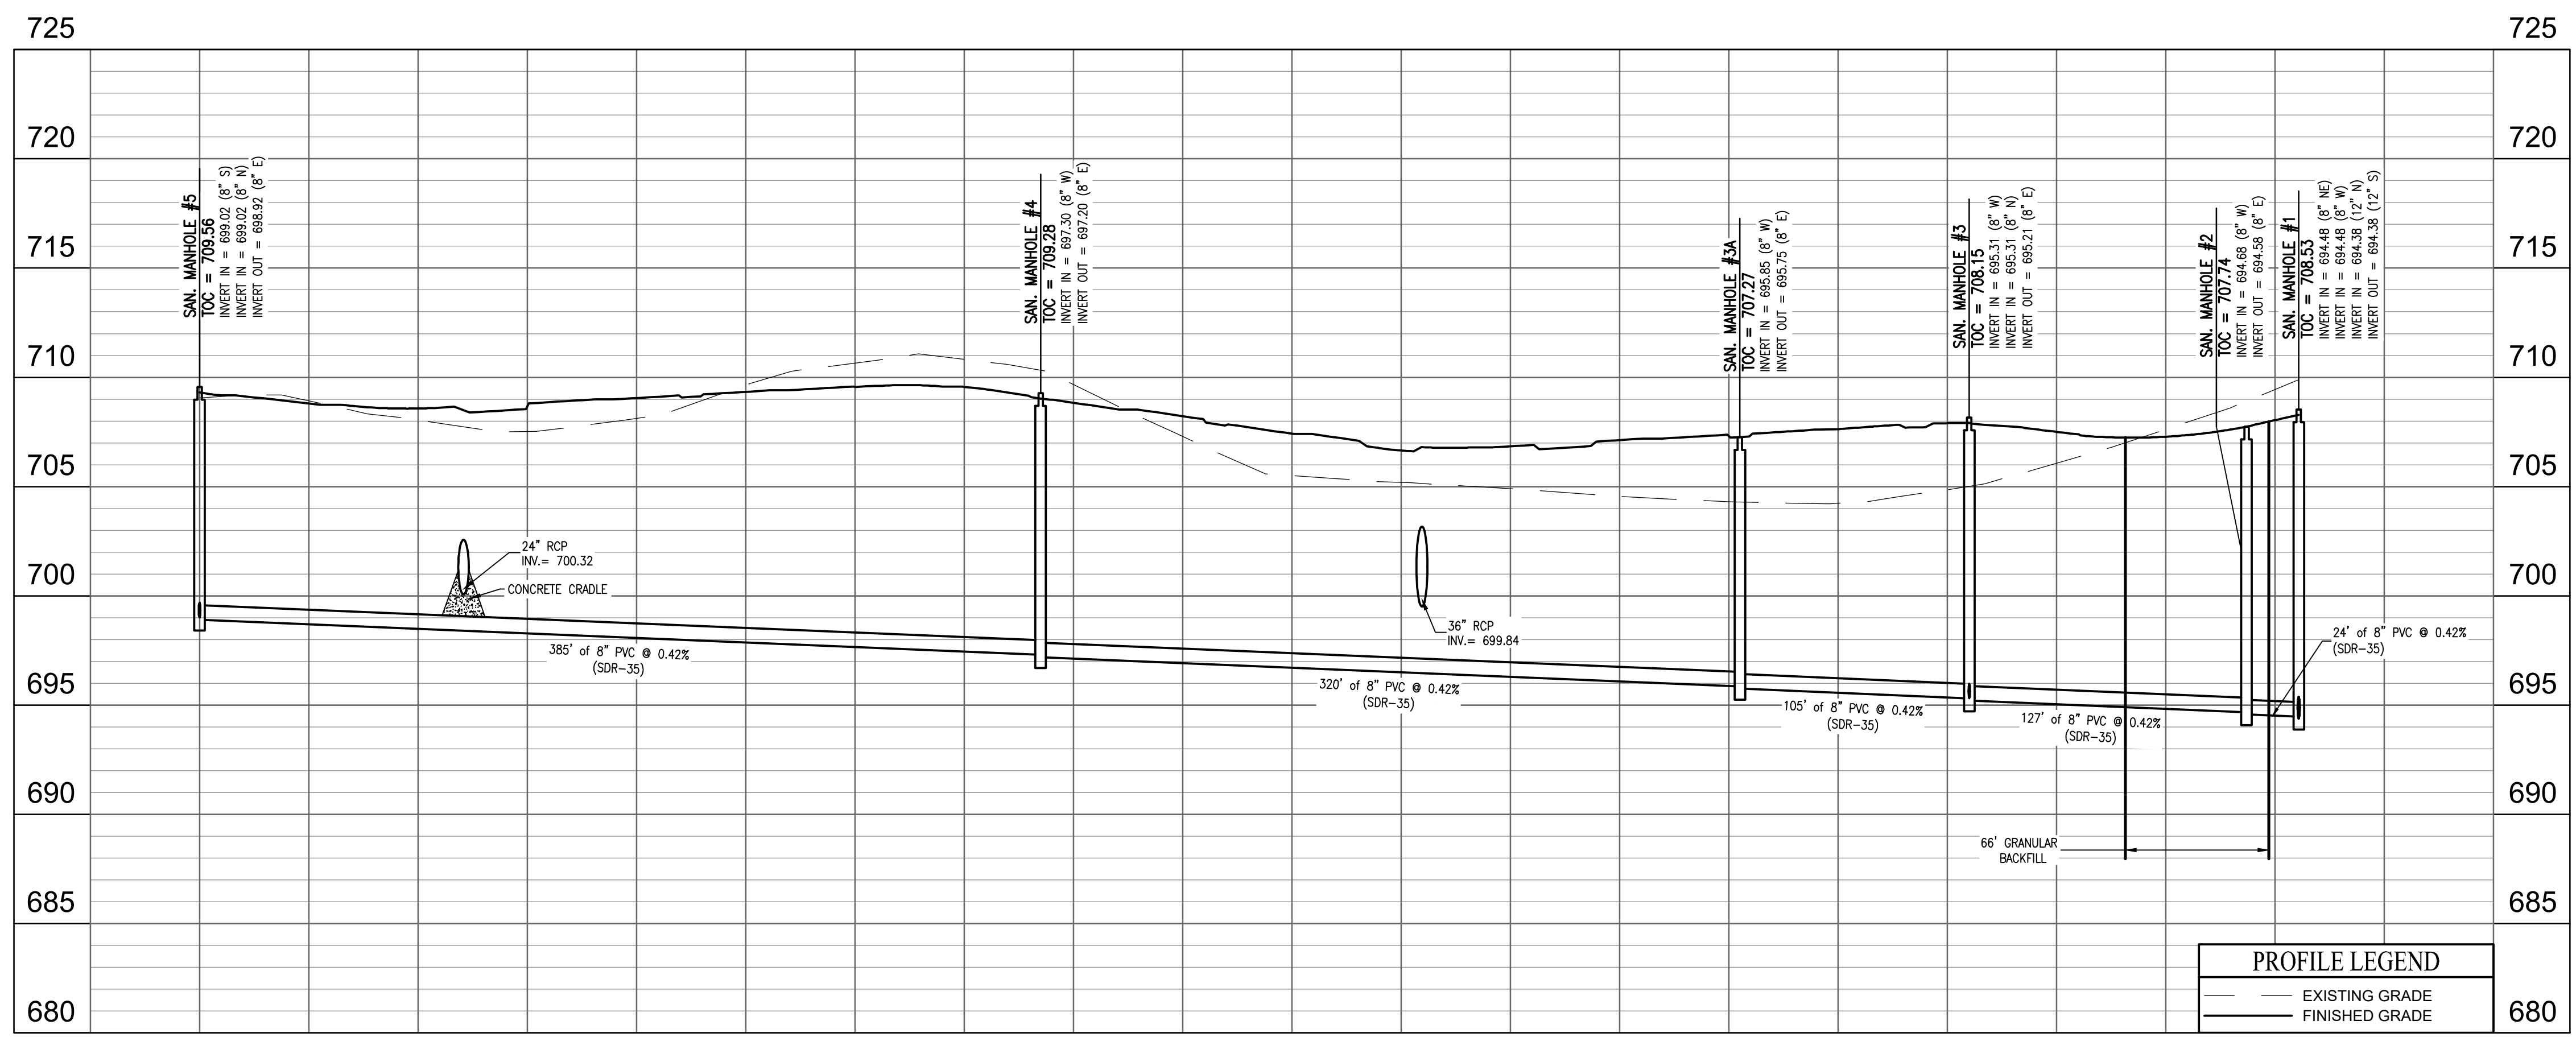 725
725
720
720
715
715
710
710
705
705
700
700
695
695
690
690
685
685
680
680
SAN. MANHOLE #5
TOC = 709.56
INVERT IN = 699.02 (8" S)
INVERT IN = 699.02 (8" N)
INVERT OUT = 698.92 (8" E)
SAN. MANHOLE #4
TOC = 709.28
INVERT IN = 697.30 (8" W)
INVERT OUT = 697.20 (8" E)
SAN. MANHOLE #3A
TOC = 707.27
INVERT IN = 695.85 (8" W)
INVERT OUT = 695.75 (8" E)
SAN. MANHOLE #3
TOC = 708.15
INVERT IN = 695.31 (8" W)
INVERT IN = 695.31 (8" N)
INVERT OUT = 695.21 (8" E)
SAN. MANHOLE #2
TOC = 707.74
INVERT IN = 694.68 (8" W)
INVERT OUT = 694.58 (8" E)
SAN. MANHOLE #1
TOC = 708.53
INVERT IN = 694.48 (8" NE)
INVERT IN = 694.48 (8" W)
INVERT IN = 694.38 (12" N)
INVERT OUT = 694.38 (12" S)
24" RCP
INV.= 700.32
CONCRETE CRADLE
36" RCP
INV.= 699.84
385' of 8" PVC @ 0.42%
(SDR-35)
320' of 8" PVC @ 0.42%
(SDR-35)
105' of 8" PVC @ 0.42%
(SDR-35)
127' of 8" PVC @ 0.42%
(SDR-35)
24' of 8" PVC @ 0.42%
(SDR-35)
66' GRANULAR
BACKFILL
PROFILE LEGEND
EXISTING GRADE
FINISHED GRADE